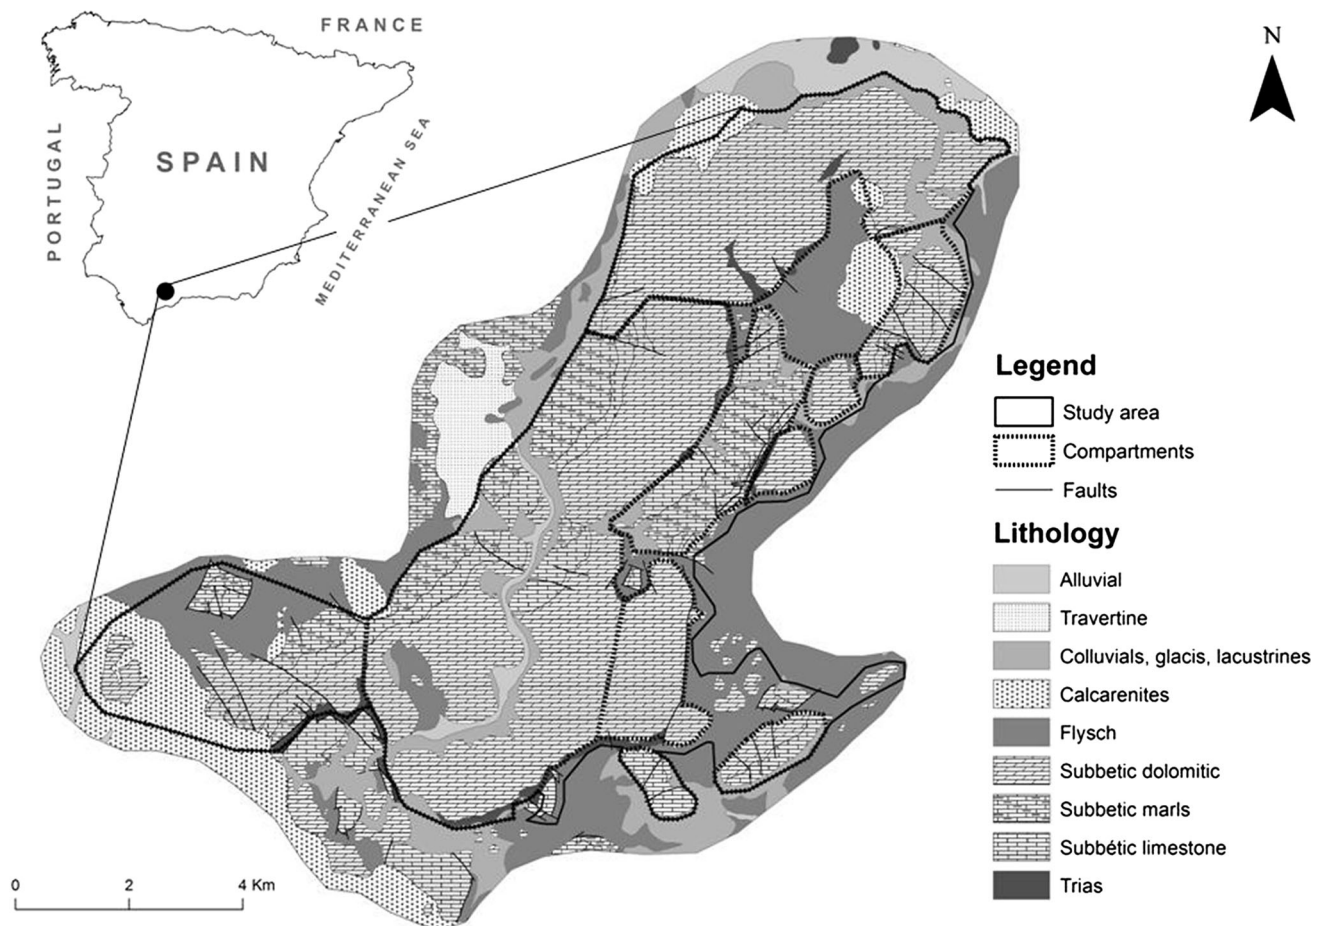 FRANCE
PORTUGAL
SPAIN
MEDITERRANEAN SEA
N
Legend
Study area
Compartments
Faults
Lithology
Alluvial
Travertine
Colluvials, glacis, lacustrines
Calcarenites
Flysch
Subbetic dolomitic
Subbetic marls
Subbétic limestone
Trias
0 2 4 Km